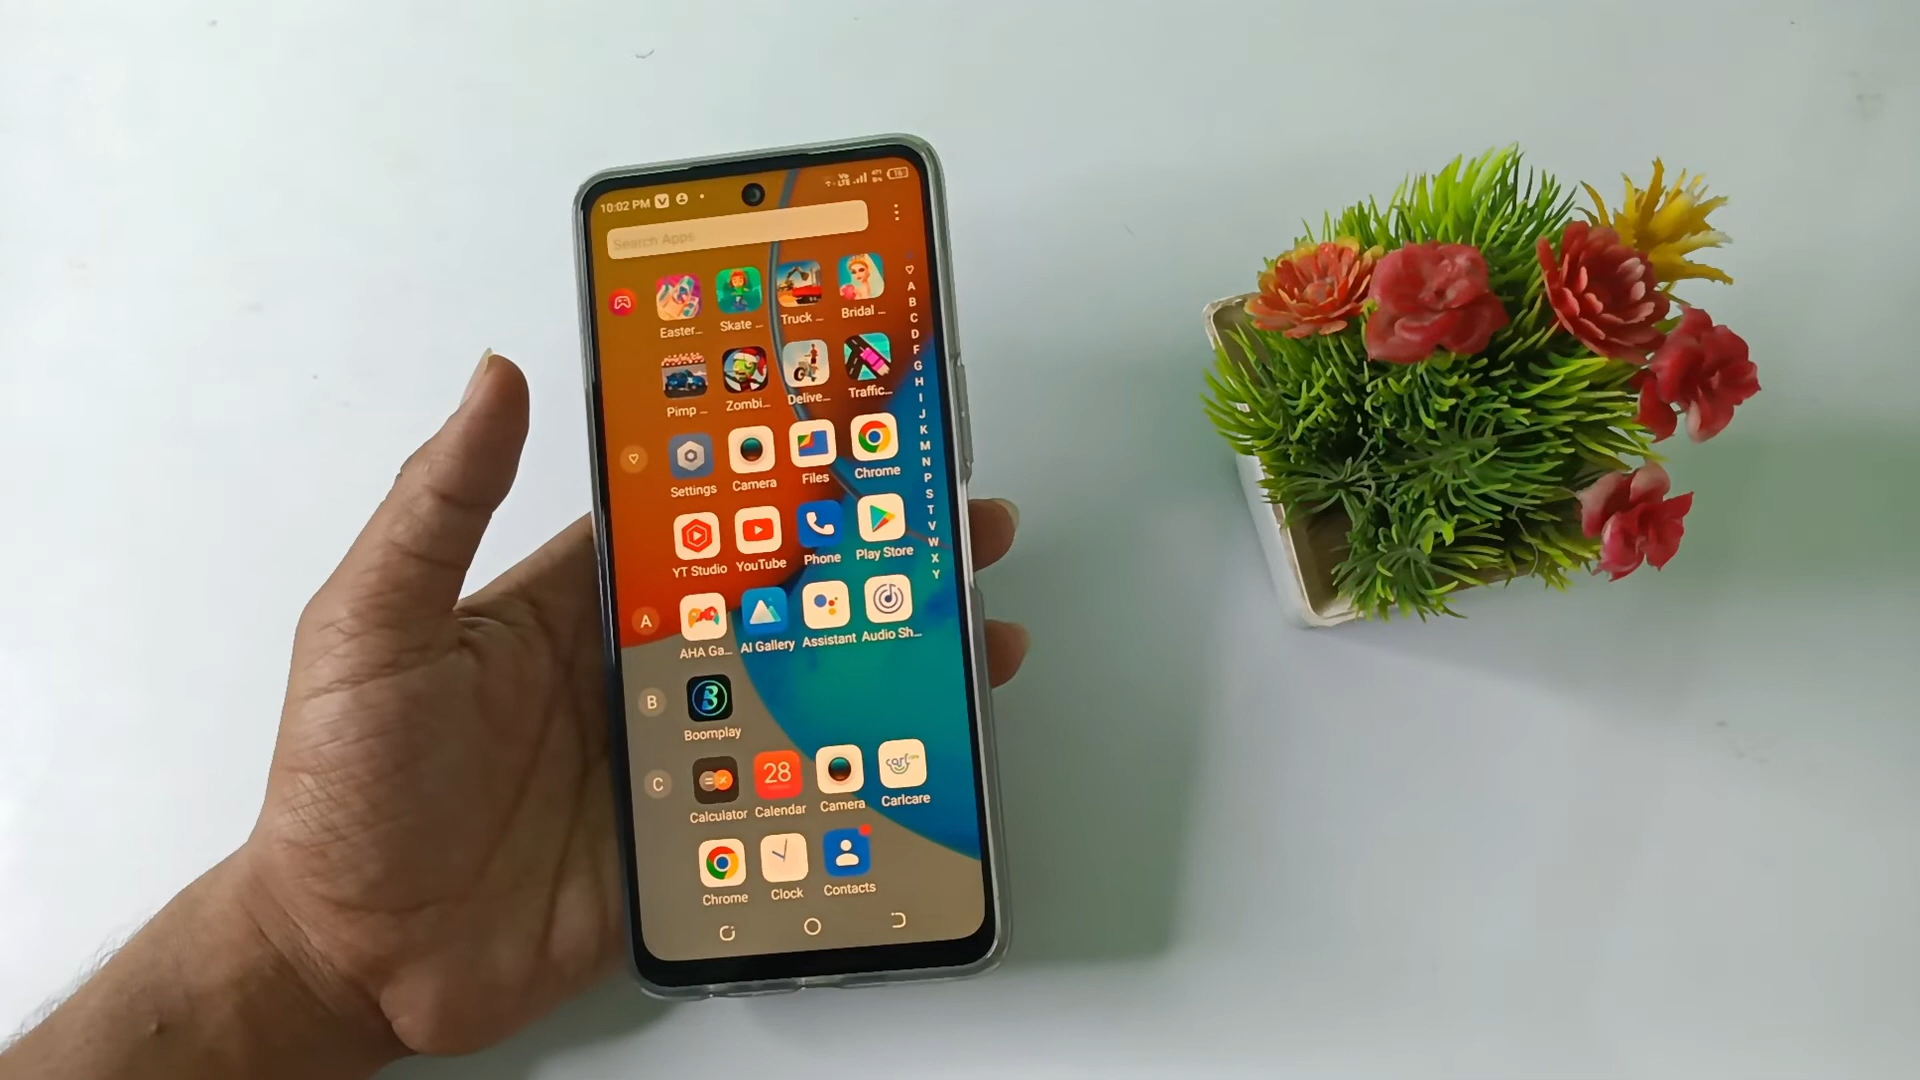 10:02 PM
Vo
LTE
Search Apps
Easter... Skate ... Truck ... Bridal ...
Pimp ... Zombi... Delive... Traffic...
Settings Camera Files Chrome
YT Studio YouTube Phone Play Store
A
AHA Ga... AI Gallery Assistant Audio Sh...
B
Boomplay
C
28
Calculator Calendar Camera Carlcare
Chrome Clock Contacts
A
B
C
D
F
G
H
I
J
K
M
N
P
S
T
V
W
X
Y